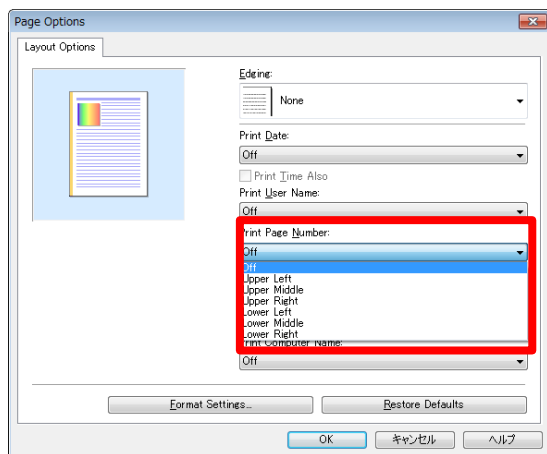 Page Options
Layout Options
Edging:
None
Print Date:
Off
Print Time Also
Print User Name:
Off
Print Page Number:
Off
Off
Upper Left
Upper Middle
Upper Right
Lower Left
Lower Middle
Lower Right
Print Computer Name:
Off
Format Settings...
Restore Defaults
OK
キャンセル
ヘルプ